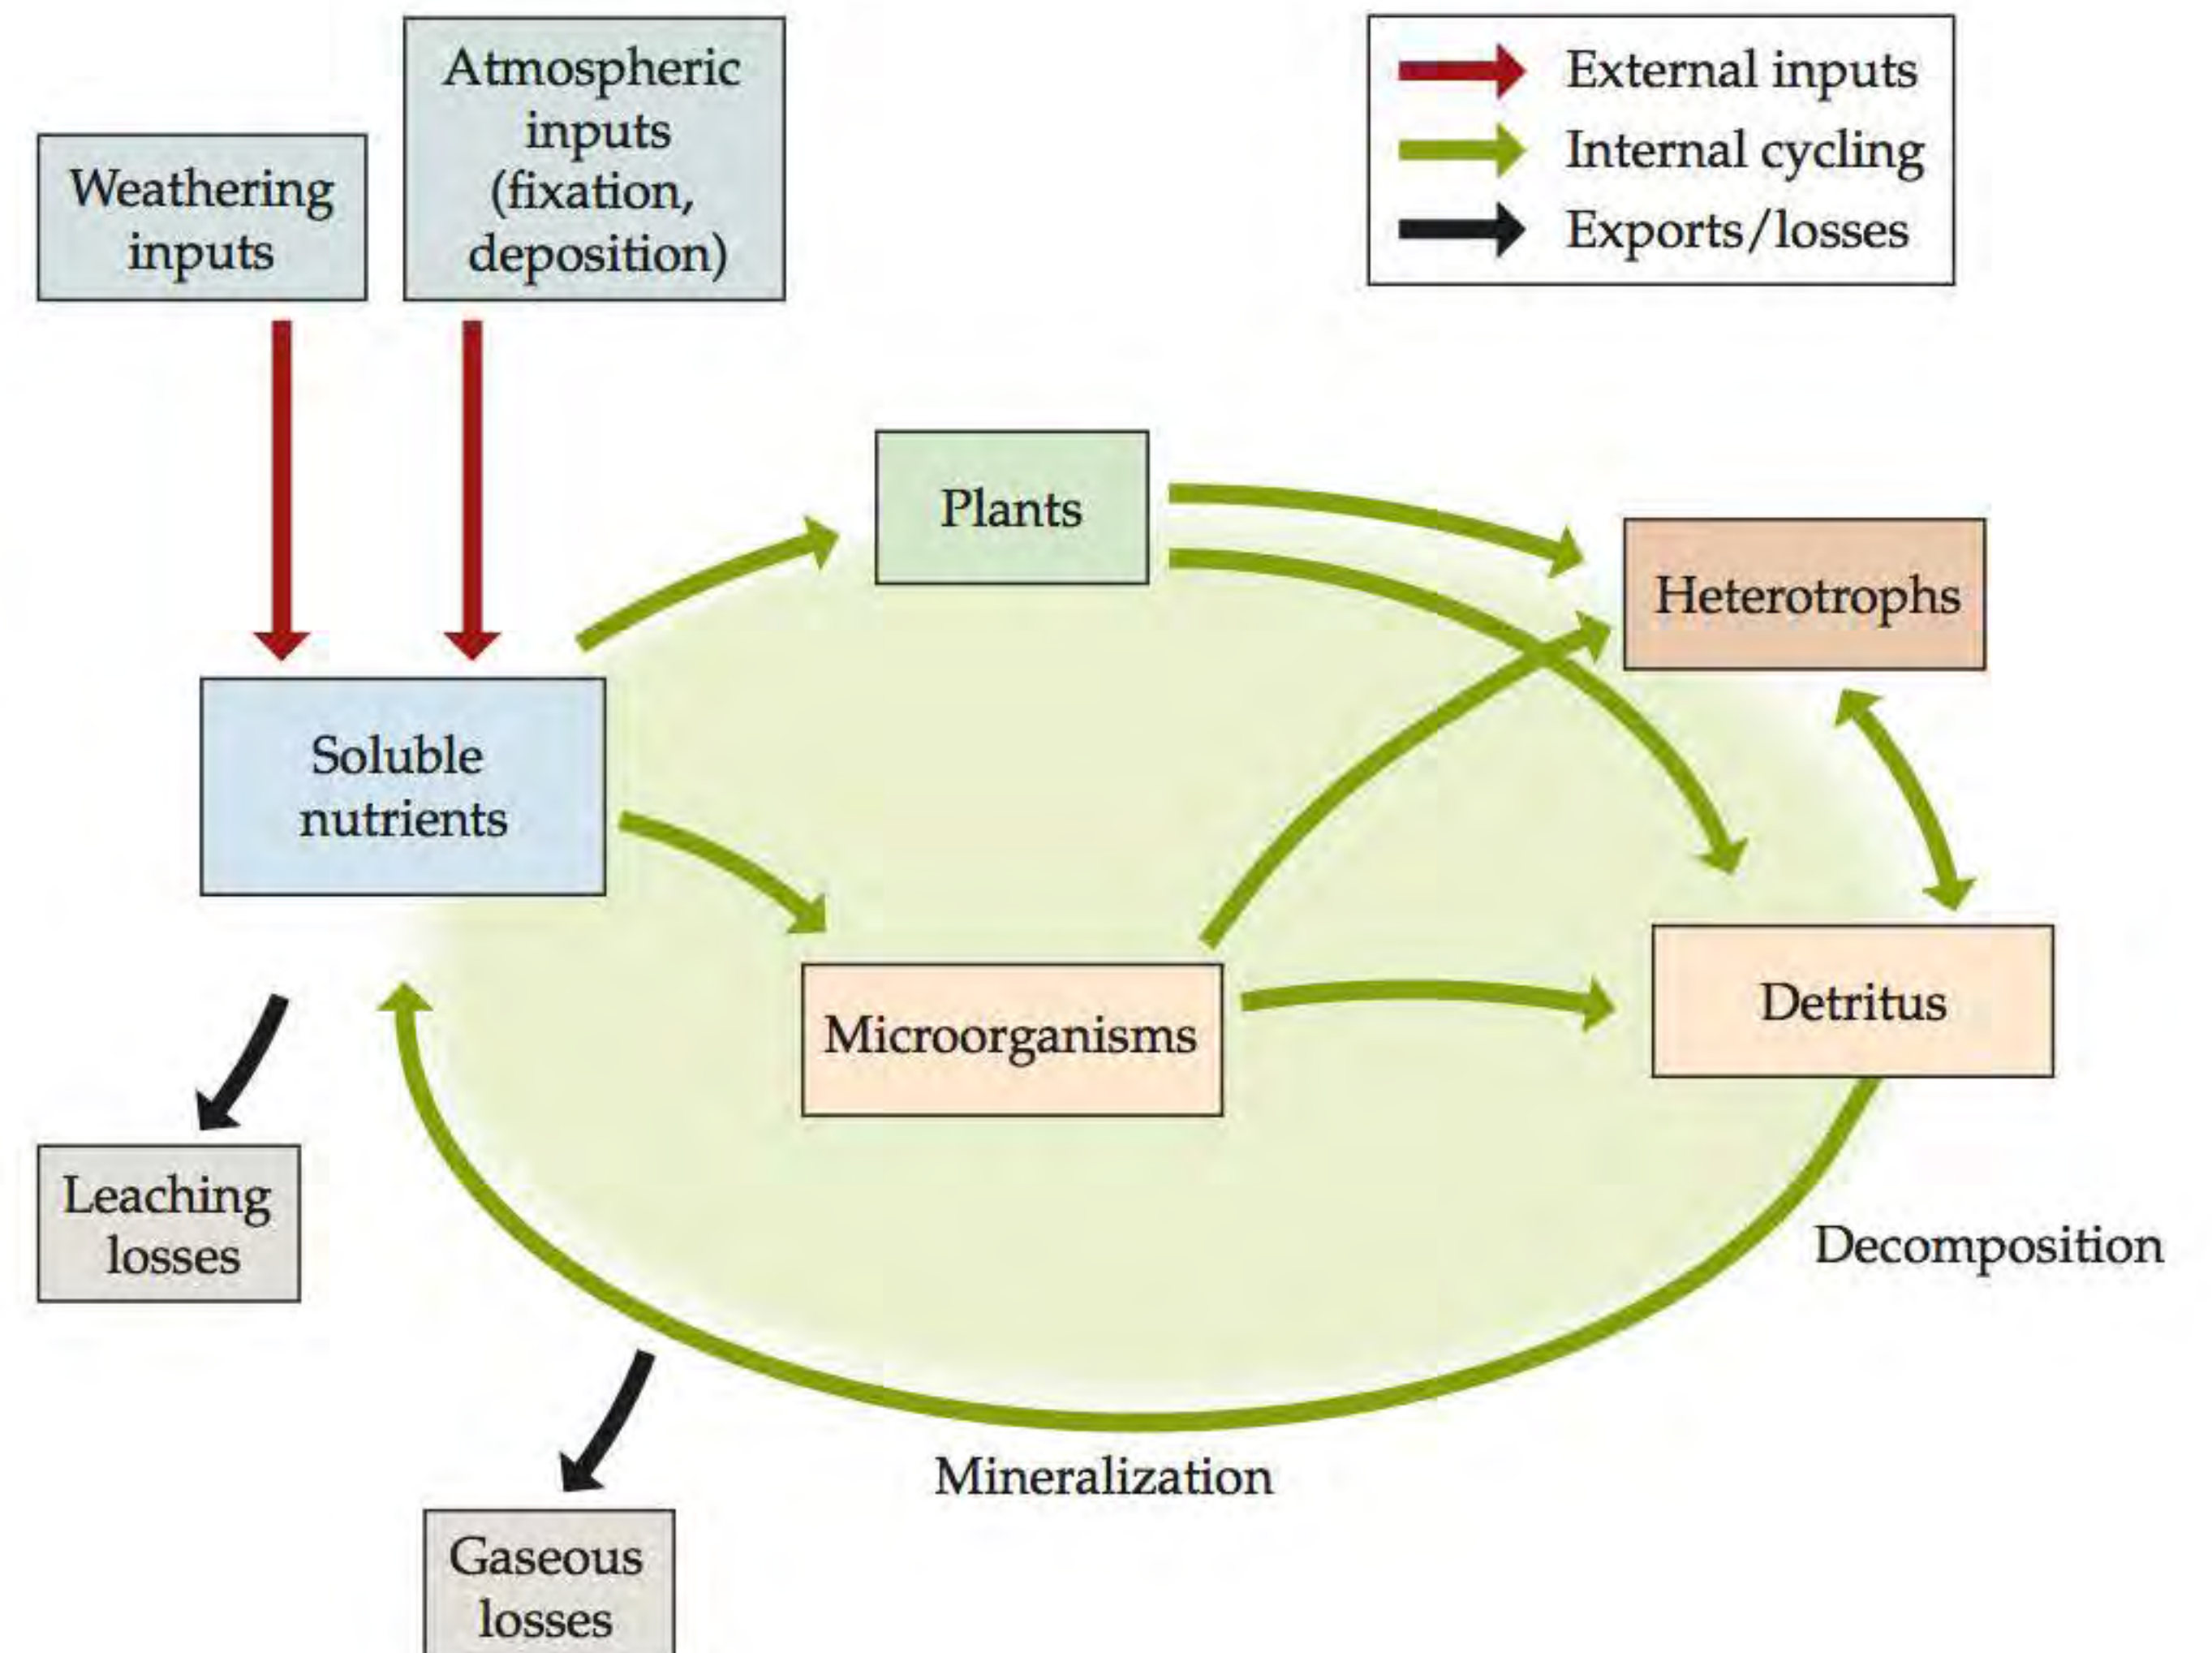 Atmospheric
inputs
(fixation,
deposition)
Weathering
inputs
External inputs
Internal cycling
Exports/losses
Plants
Heterotrophs
Soluble
nutrients
Microorganisms
Detritus
Leaching
losses
Decomposition
Mineralization
Gaseous
losses